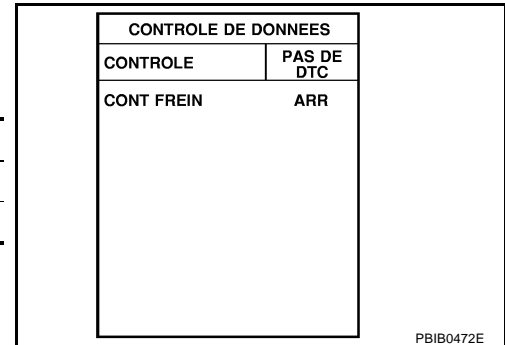 CONTROLE DE DONNEES
CONTROLE PAS DE DTC
CONT FREIN ARR
PBIB0472E